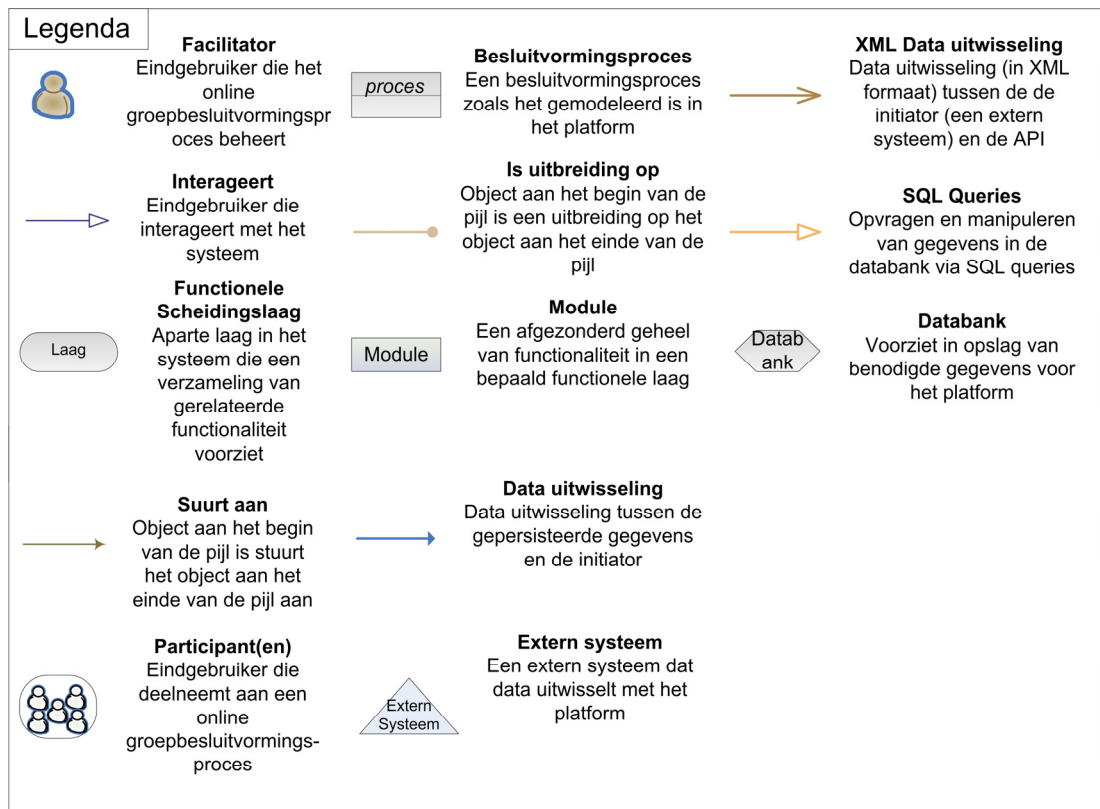 Legenda
Facilitator
Eindgebruiker die het
online
groepbesluitvormingspr
oces beheert
proces
Besluitvormingsproces
Een besluitvormingsproces
zoals het gemodeleerd is in
het platform
XML Data uitwisseling
Data uitwisseling (in XML
formaat) tussen de de
initiator (een extern
systeem) en de API
Interageert
Eindgebruiker die
interageert met het
systeem
Is uitbreiding op
Object aan het begin van de
pijl is een uitbreiding op het
object aan het einde van de
pijl
SQL Queries
Opvragen en manipuleren
van gegevens in de
databank via SQL queries
Laag
Functionele
Scheidingslaag
Aparte laag in het
systeem die een
verzameling van
gerelateerde
functionaliteit
voorziet
Module
Module
Een afgezonderd geheel
van functionaliteit in een
bepaald functionele laag
Datab
ank
Databank
Voorziet in opslag van
benodigde gegevens voor
het platform
Suurt aan
Object aan het begin
van de pijl is stuurt
het object aan het
einde van de pijl aan
Data uitwisseling
Data uitwisseling tussen de
gepersisteerde gegevens
en de initiator
Participant(en)
Eindgebruiker die
deelneemt aan een
online
groepbesluitvormings-
proces
Extern
Systeem
Extern systeem
Een extern systeem dat
data uitwisselt met het
platform